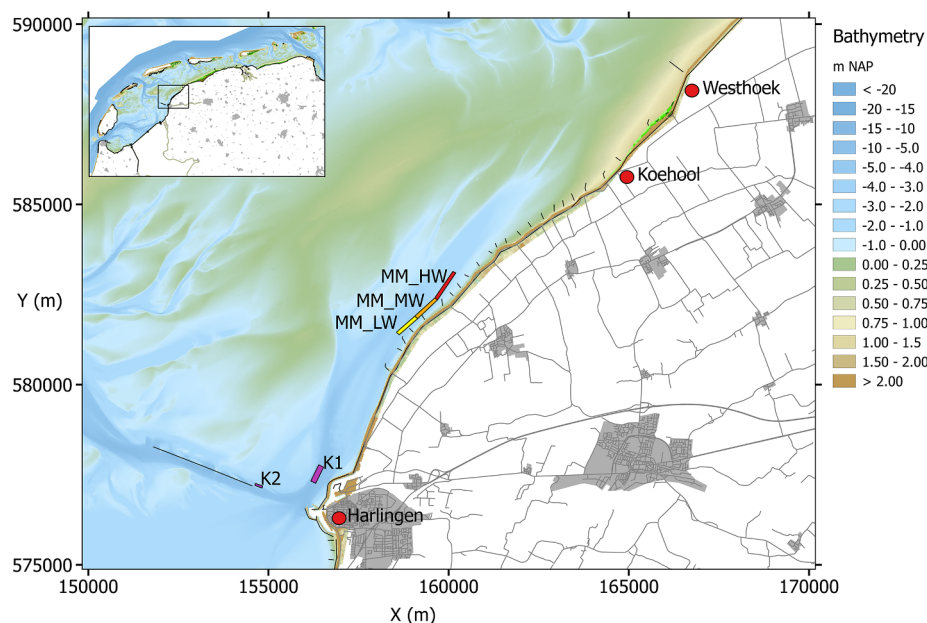 590000
585000
Y (m)
580000
575000
150000
155000
160000
165000
170000
X (m)
Westhoek
Koehool
MM_HW
MM_MW
MM_LW
K2
K1
Harlingen
Bathymetry
m NAP
< -20
-20 - -15
-15 - -10
-10 - -5.0
-5.0 - -4.0
-4.0 - -3.0
-3.0 - -2.0
-2.0 - -1.0
-1.0 - 0.00
0.00 - 0.25
0.25 - 0.50
0.50 - 0.75
0.75 - 1.00
1.00 - 1.5
1.50 - 2.00
> 2.00